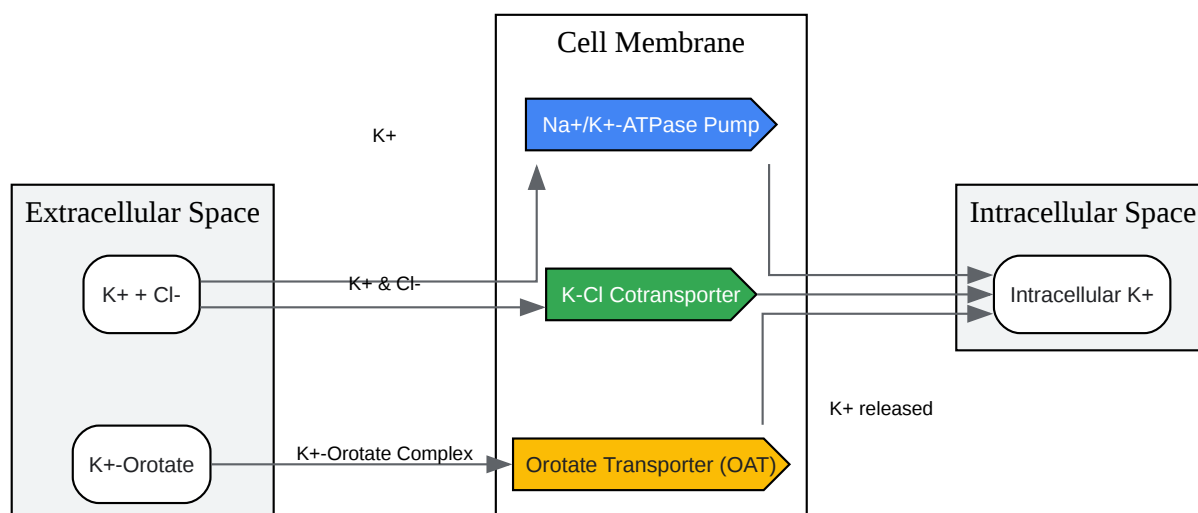 Cell Membrane
Na+/K+-ATPase Pump
K+
Extracellular Space
Intracellular Space
K+ + Cl-
K+ & Cl-
K-Cl Cotransporter
Intracellular K+
K+ released
K+-Orotate
K+-Orotate Complex
Orotate Transporter (OAT)